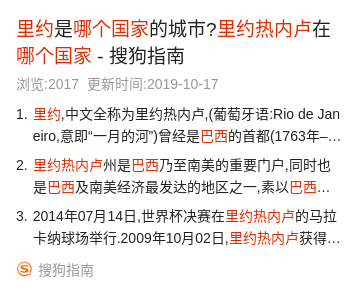 里约是哪个国家的城市?里约热内卢在
哪个国家 - 搜狗指南
浏览:2017 更新时间:2019-10-17
1. 里约,中文全称为里约热内卢,(葡萄牙语:Rio de Jan
eiro,意即“一月的河”)曾经是巴西的首都(1763年–...
2. 里约热内卢州是巴西乃至南美的重要门户,同时也
是巴西及南美经济最发达的地区之一,素以巴西...
3. 2014年07月14日,世界杯决赛在里约热内卢的马拉
卡纳球场举行.2009年10月02日,里约热内卢获得...
搜狗指南